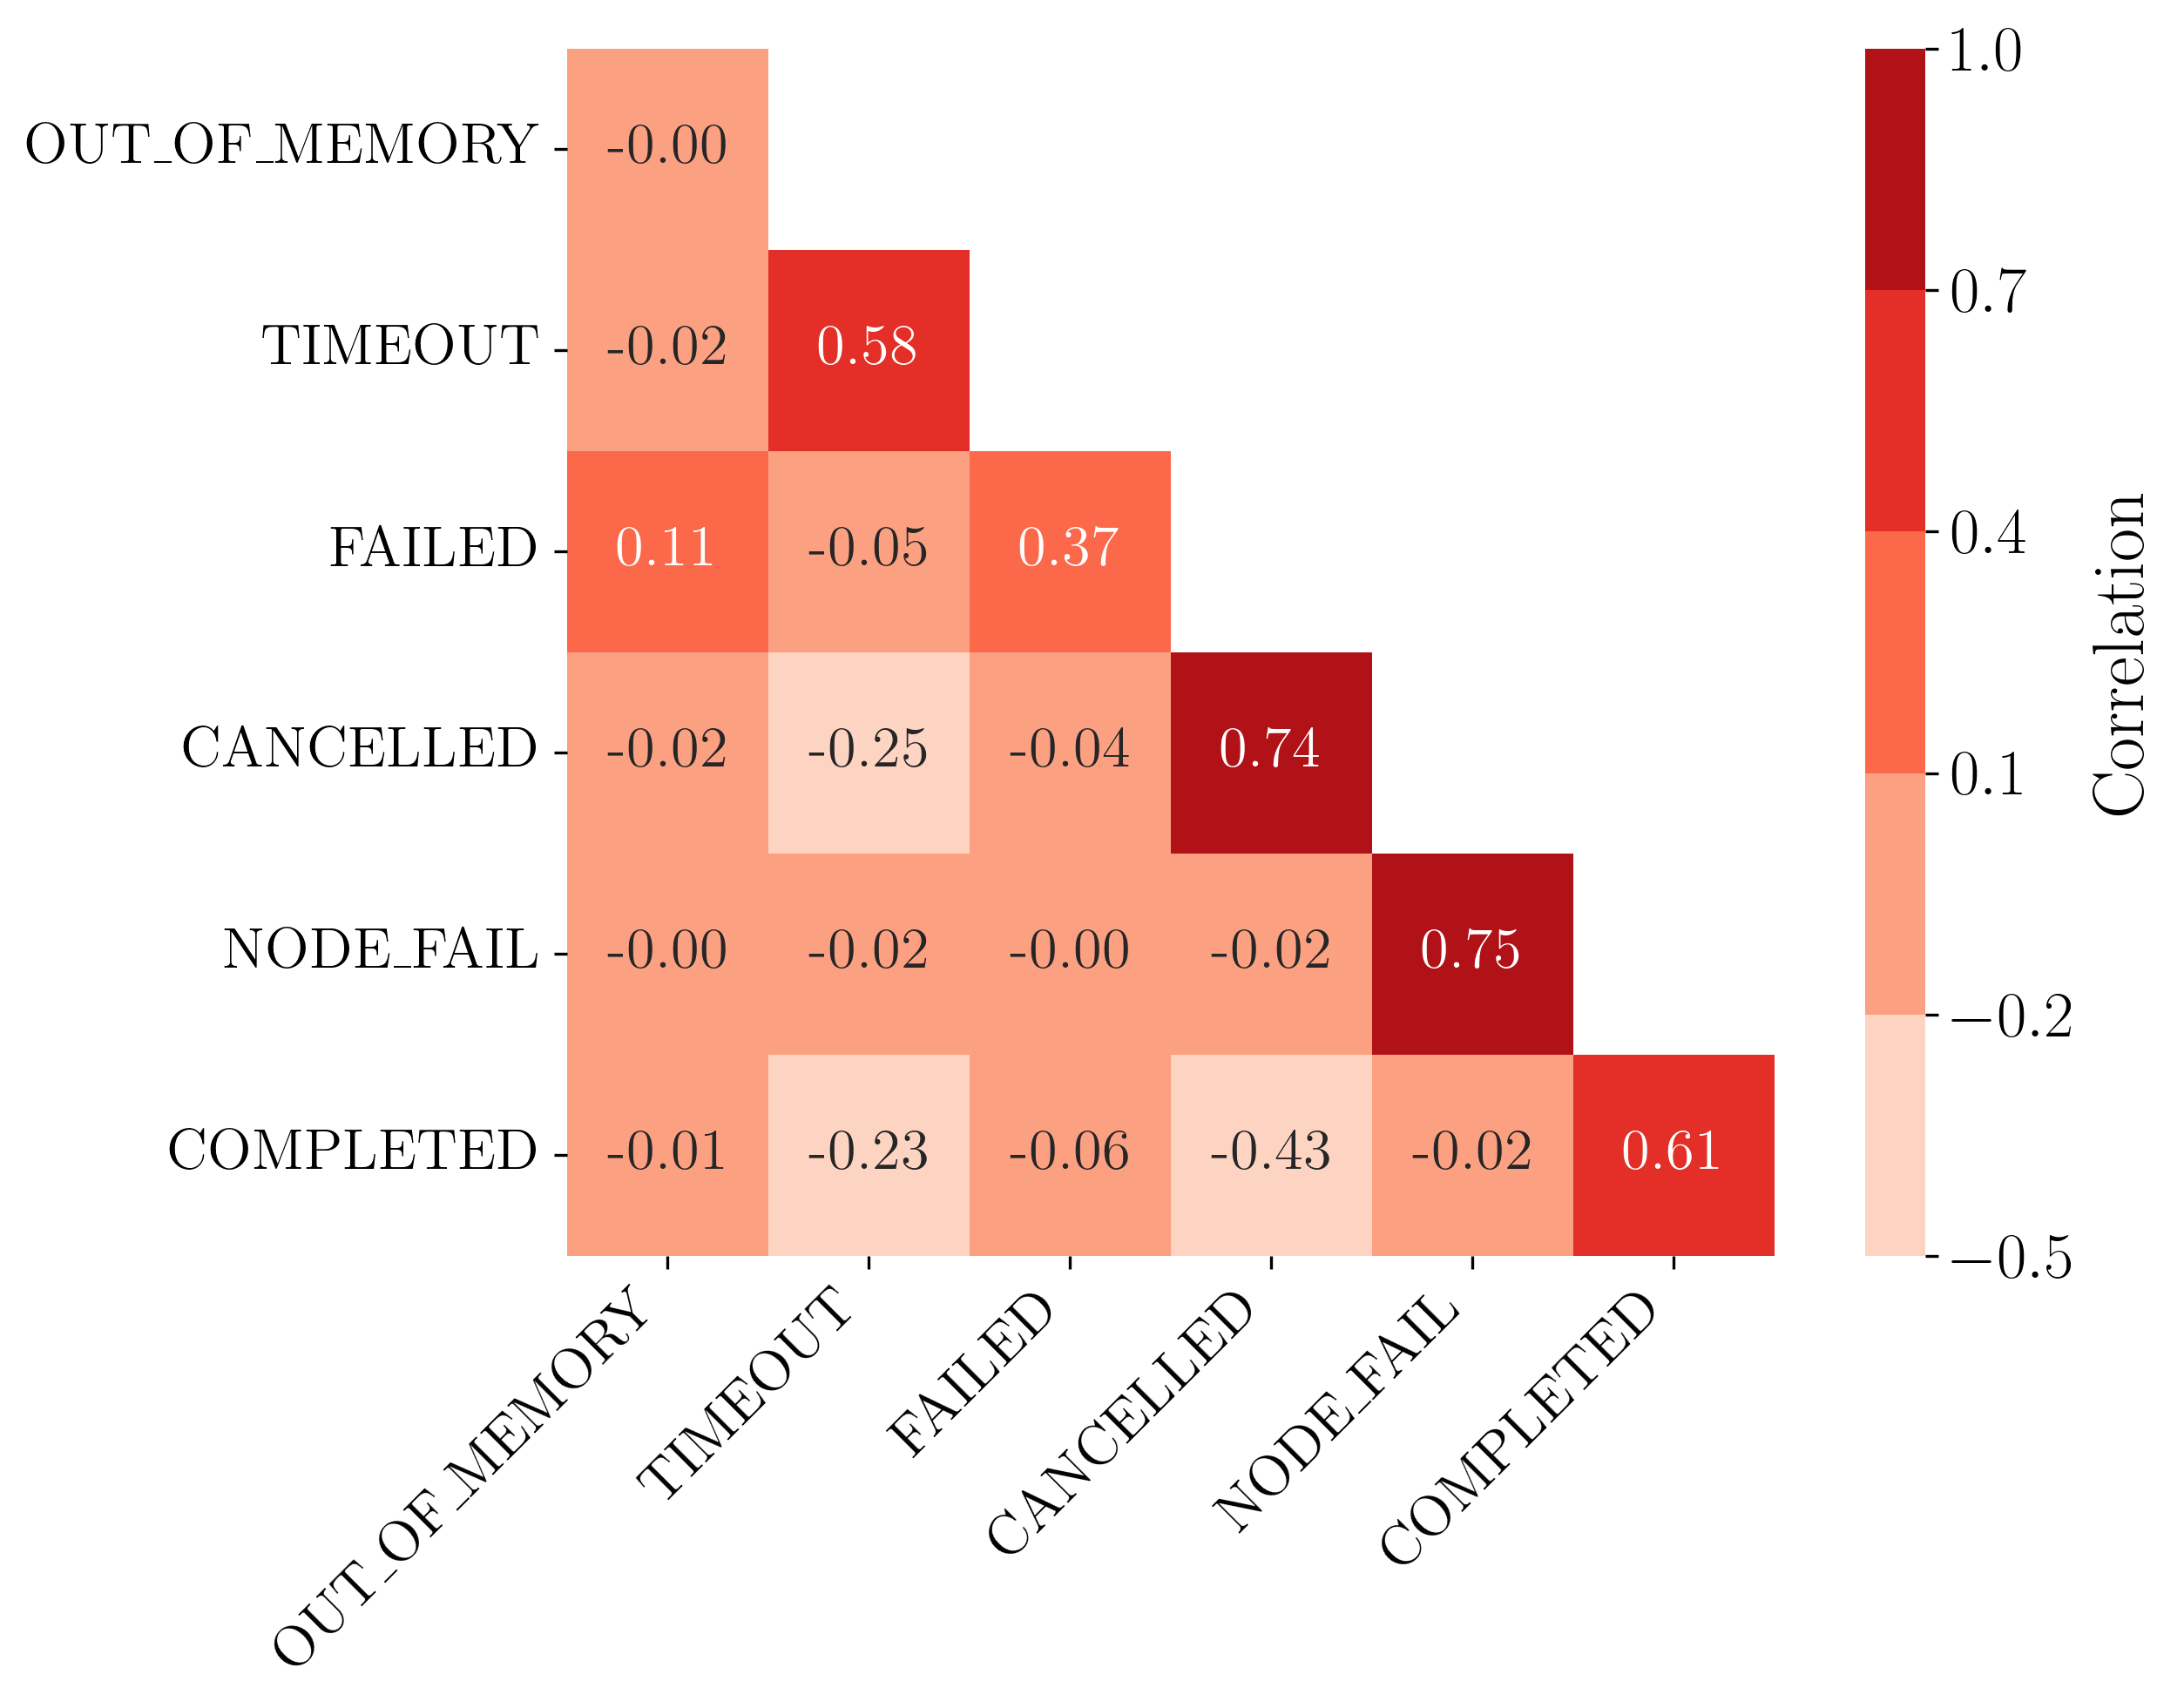 OUT_OF_MEMORY -0.00
TIMEOUT -0.02 0.58
FAILED 0.11 -0.05 0.37
CANCELLED -0.02 -0.25 -0.04 0.74
NODE_FAIL -0.00 -0.02 -0.00 -0.02 0.75
COMPLETED -0.01 -0.23 -0.06 -0.43 -0.02 0.61
OUT_OF_MEMORY
TIMEOUT
FAILED
CANCELLED
NODE_FAIL
COMPLETED
1.0
0.7
0.4
0.1
−0.2
−0.5
Correlation